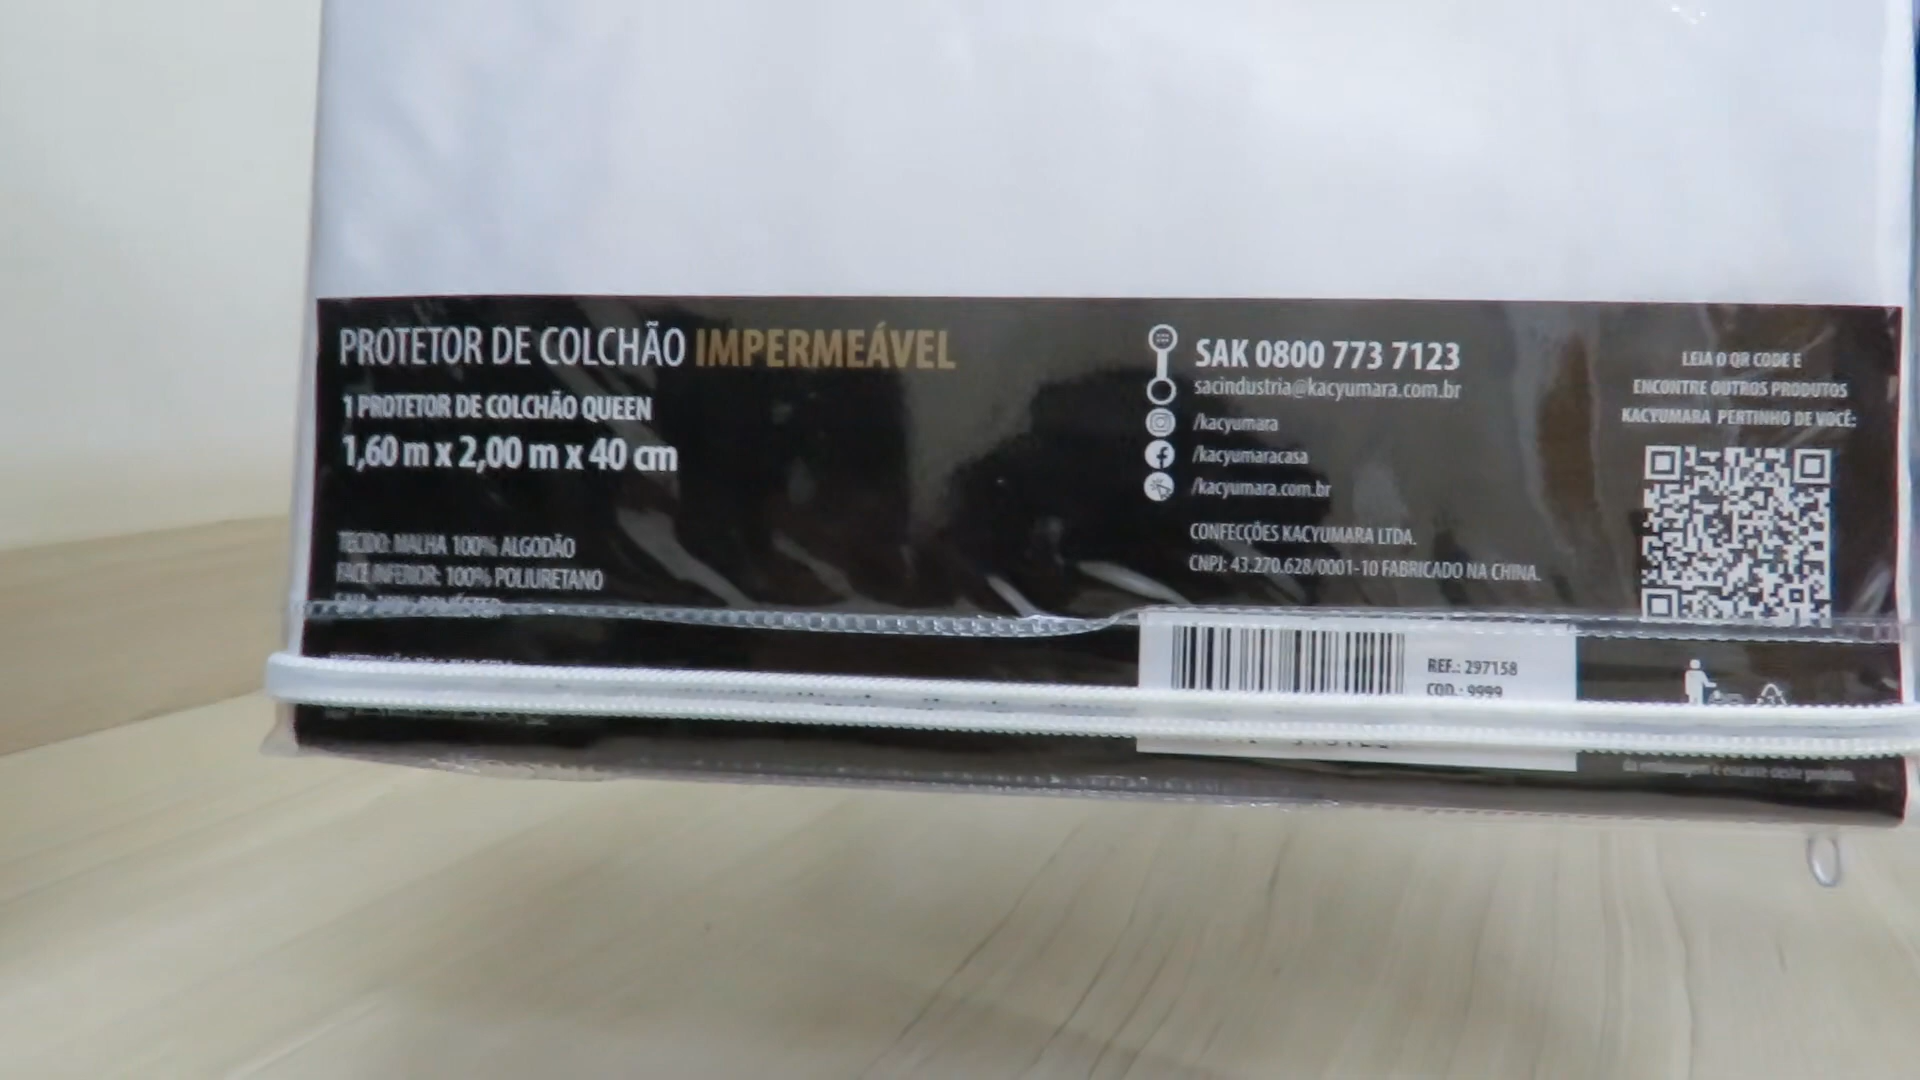 PROTETOR DE COLCHÃO IMPERMEÁVEL
1 PROTETOR DE COLCHÃO QUEEN
1,60 m x 2,00 m x 40 cm
TECIDO: MALHA 100% ALGODÃO
FACE INFERIOR: 100% POLIURETANO
SAK 0800 773 7123
sacindustria@kacyumara.com.br
/kacyumara
/kacyumaracasa
/kacyumara.com.br
CONFECÇÕES KACYUMARA LTDA.
CNPJ: 43.270.628/0001-10 FABRICADO NA CHINA.
LEIA O QR CODE E
ENCONTRE OUTROS PRODUTOS
KACYUMARA PERTINHO DE VOCÊ:
REF.: 297158
COD.: 9999